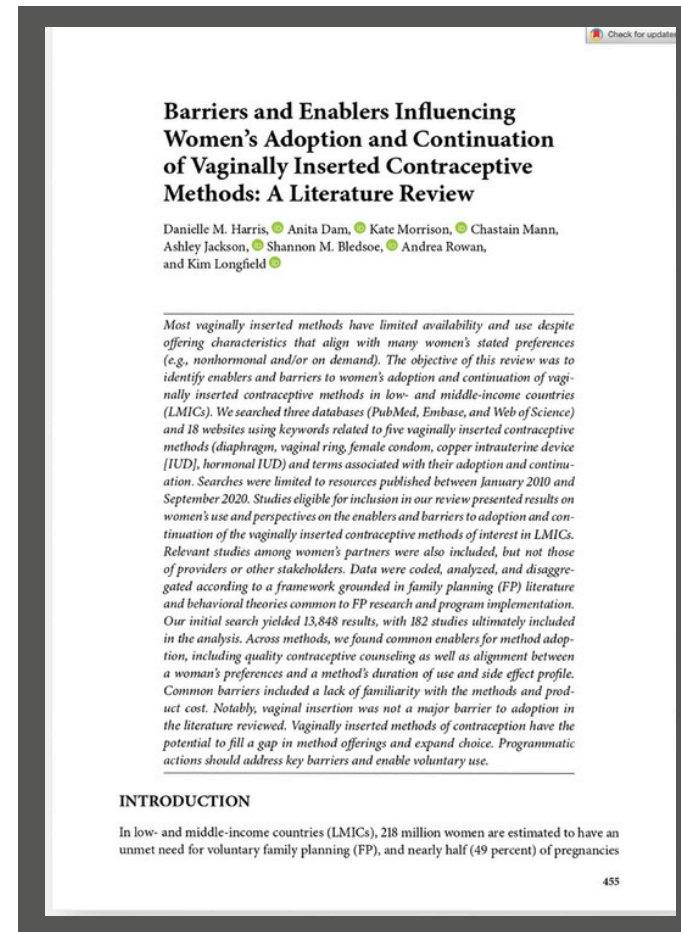 Check for updates
Barriers and Enablers Influencing
Women's Adoption and Continuation
of Vaginally Inserted Contraceptive
Methods: A Literature Review
Danielle M. Harris, Anita Dam, Kate Morrison, Chastain Mann,
Ashley Jackson, Shannon M. Bledsoe, Andrea Rowan,
and Kim Longfield
Most vaginally inserted methods have limited availability and use despite
offering characteristics that align with many women's stated preferences
(e.g., nonhormonal and/or on demand). The objective of this review was to
identify enablers and barriers to women's adoption and continuation of vagi-
nally inserted contraceptive methods in low- and middle-income countries
(LMICs). We searched three databases (PubMed, Embase, and Web of Science)
and 18 websites using keywords related to five vaginally inserted contraceptive
methods (diaphragm, vaginal ring, female condom, copper intrauterine device
[IUD], hormonal IUD) and terms associated with their adoption and continu-
ation. Searches were limited to resources published between January 2010 and
September 2020. Studies eligible for inclusion in our review presented results on
women's use and perspectives on the enablers and barriers to adoption and con-
tinuation of the vaginally inserted contraceptive methods of interest in LMICs.
Relevant studies among women's partners were also included, but not those
of providers or other stakeholders. Data were coded, analyzed, and disaggre-
gated according to a framework grounded in family planning (FP) literature
and behavioral theories common to FP research and program implementation.
Our initial search yielded 13,848 results, with 182 studies ultimately included
in the analysis. Across methods, we found common enablers for method adop-
tion, including quality contraceptive counseling as well as alignment between
a woman's preferences and a method's duration of use and side effect profile.
Common barriers included a lack of familiarity with the methods and prod-
uct cost. Notably, vaginal insertion was not a major barrier to adoption in
the literature reviewed. Vaginally inserted methods of contraception have the
potential to fill a gap in method offerings and expand choice. Programmatic
actions should address key barriers and enable voluntary use.
INTRODUCTION
In low- and middle-income countries (LMICs), 218 million women are estimated to have an
unmet need for voluntary family planning (FP), and nearly half (49 percent) of pregnancies
455